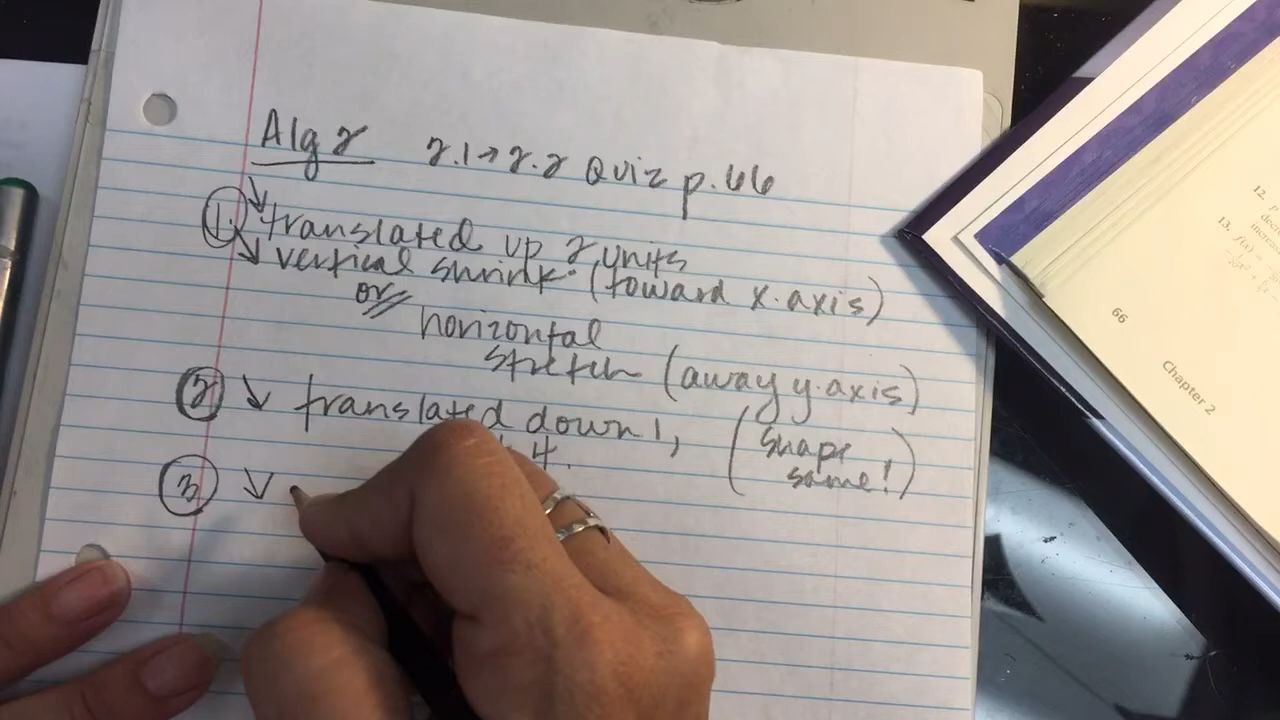 Alg 2 2.1→2.2 Quiz p.66
1. translated up 2 units
vertical shrink (toward x-axis)
or
horizontal
stretch (away y-axis)
2 translated down 1, (shape
4. same!)
3
12.
13. f(x) =
66
Chapter 2